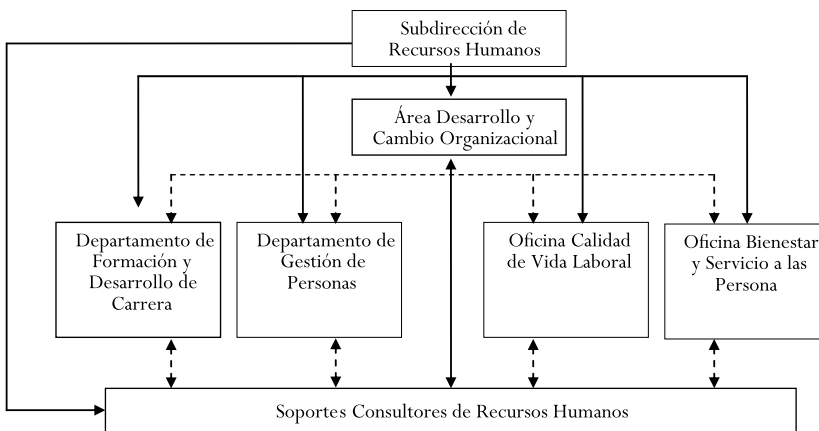 Subdirección de
Recursos Humanos
Área Desarrollo y
Cambio Organizacional
Departamento de
Formación y
Desarrollo de
Carrera
Departamento de
Gestión de
Personas
Oficina Calidad
de Vida Laboral
Oficina Bienestar
y Servicio a las
Persona
Soportes Consultores de Recursos Humanos